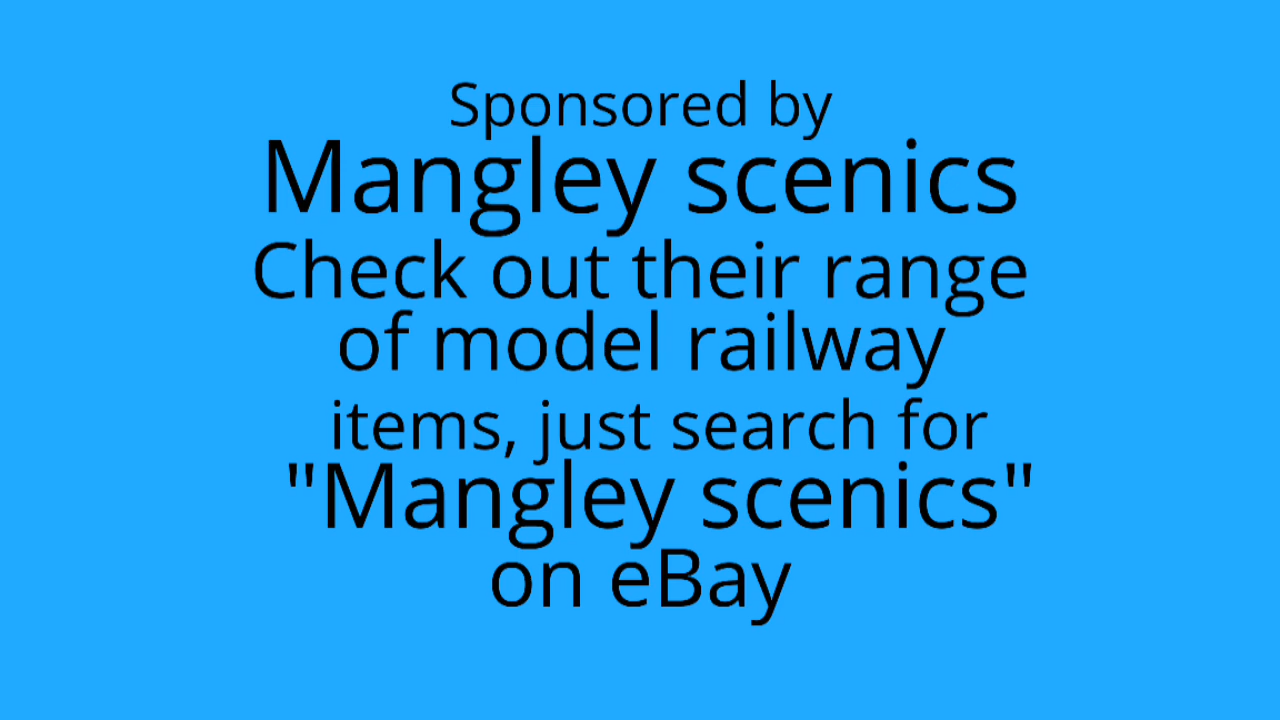 Sponsored by
Mangley scenics
Check out their range
of model railway
items, just search for
"Mangley scenics"
on eBay